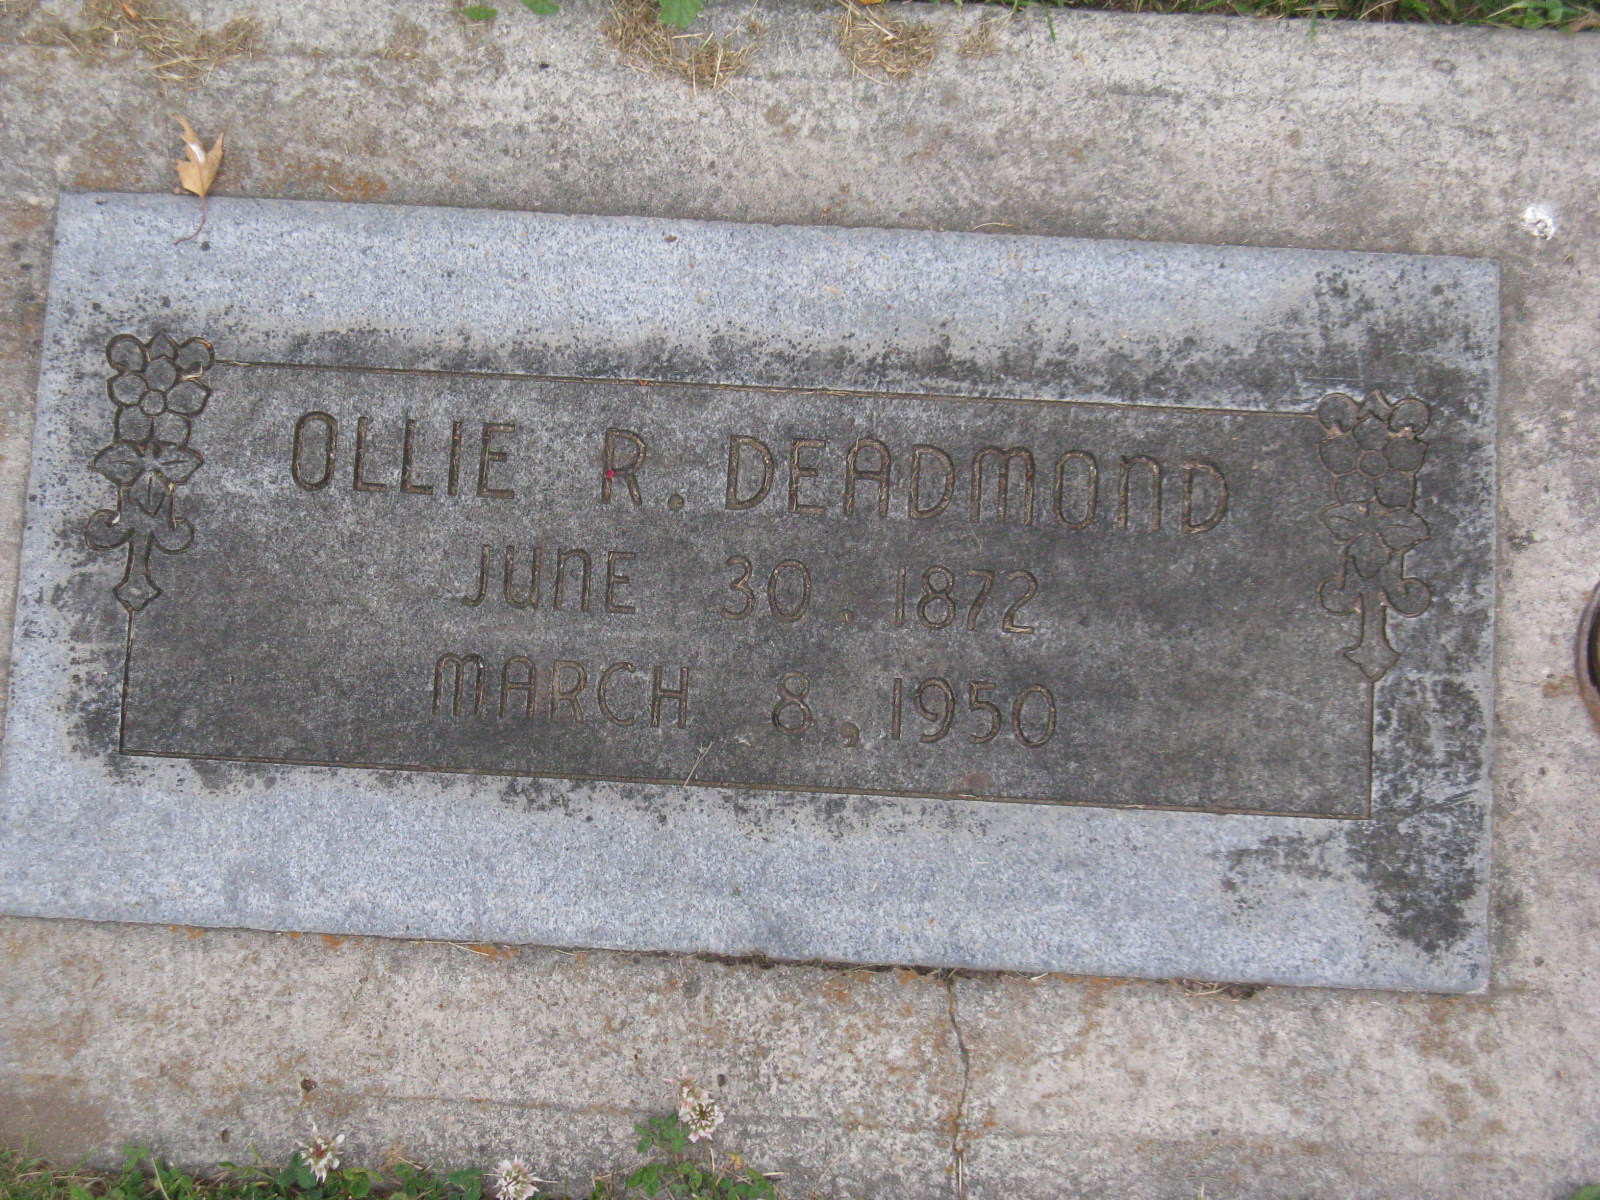 OLLIE R. DEADMOND
JUNE 30, 1872
MARCH 8, 1950